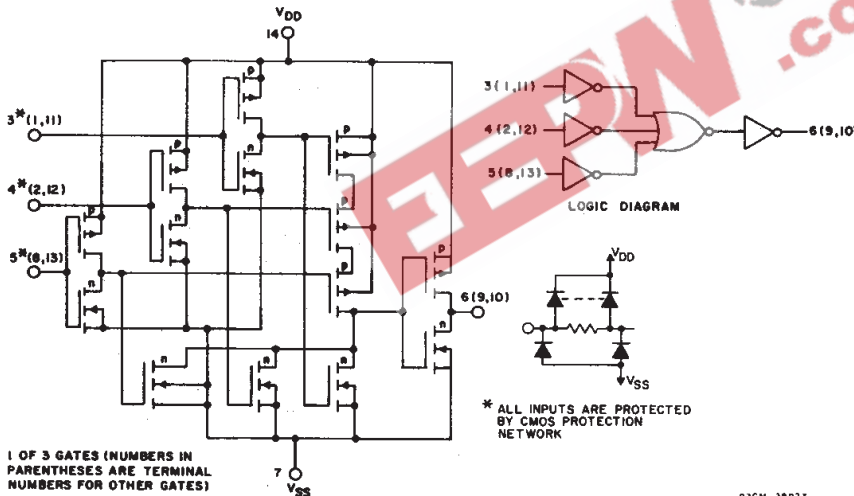 VDD
14
P
P
P
P
P
P
P
n
n
n
n
n
n
n
3*(1,11)
4*(2,12)
5*(8,13)
6(9,10)
7
VSS
1 OF 3 GATES (NUMBERS IN
PARENTHESES ARE TERMINAL
NUMBERS FOR OTHER GATES)
3(1,11)
4(2,12)
5(8,13)
6(9,10)
LOGIC DIAGRAM
VDD
VSS
* ALL INPUTS ARE PROTECTED
BY CMOS PROTECTION
NETWORK
.co